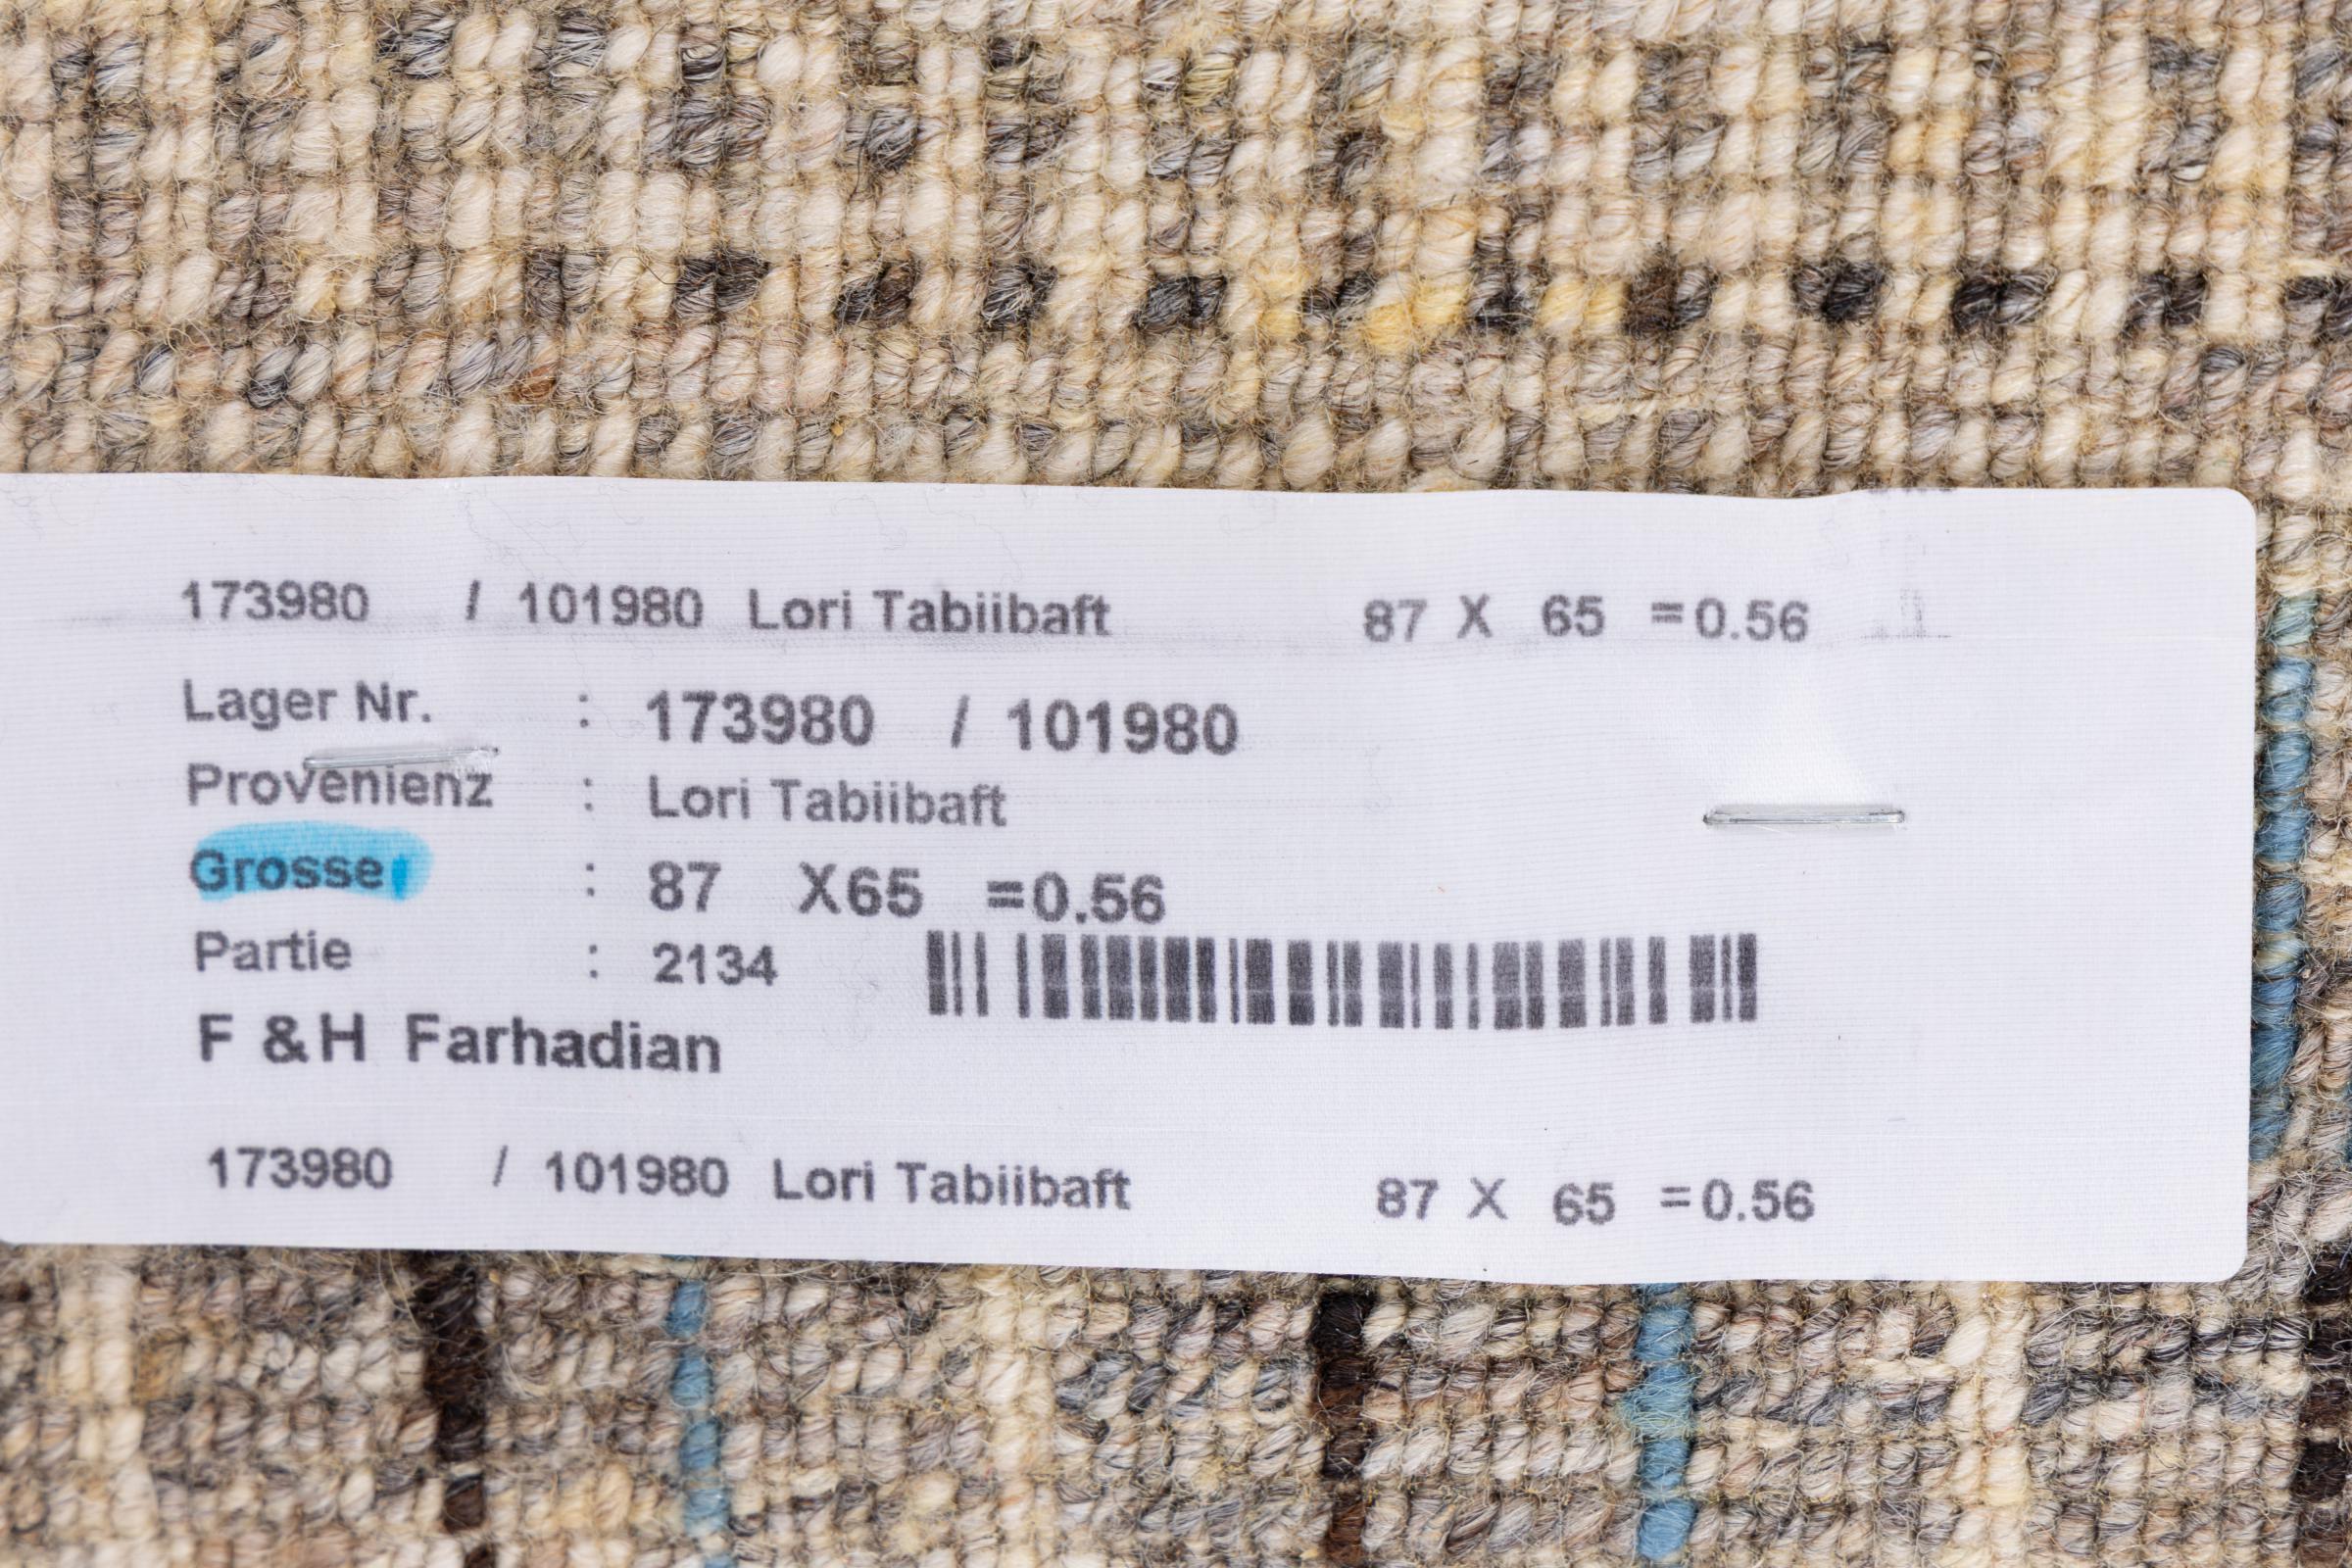 173980 / 101980 Lori Tabiibaft 87 X 65 =0.56
Lager Nr. : 173980 / 101980
Provenienz : Lori Tabiibaft
Grosse : 87 X65 =0.56
Partie : 2134
F &H Farhadian
173980 / 101980 Lori Tabiibaft 87 X 65 =0.56